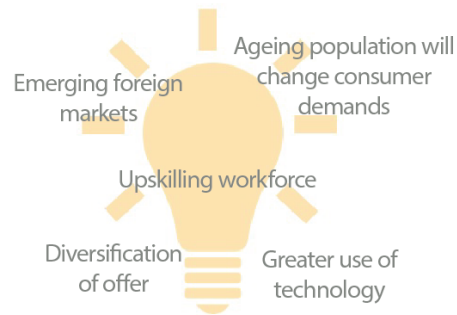 Emerging foreign
markets
Ageing population will
change consumer
demands
Upskilling workforce
Diversification
of offer
Greater use of
technology